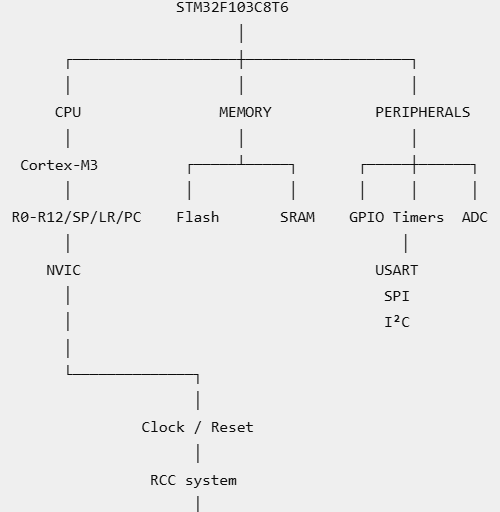 STM32F103C8T6
CPU MEMORY PERIPHERALS
Cortex-M3
R0-R12/SP/LR/PC Flash SRAM GPIO Timers ADC
NVIC USART
SPI
I²C
Clock / Reset
RCC system